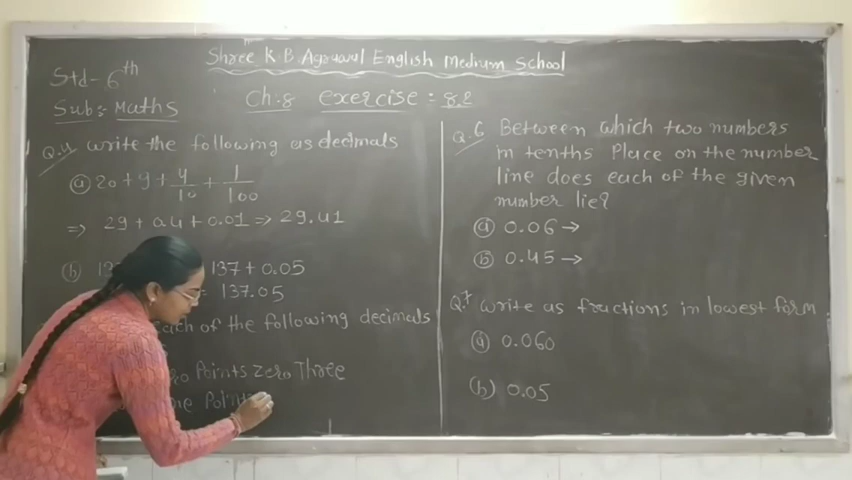 Shree K.B. Agrawal English Medium School
Std-6th
Sub:- Maths
Ch:8 exercise :- 8.2
Q.4 write the following as decimals
(a) 20 + 9 + 4/10 + 1/100
=> 29 + 0.4 + 0.01 => 29.41
(b) 137 + 0.05
= 137.05
each of the following decimals
Points zero Three
Point
Q.6 Between which two numbers
in tenths Place on the number
line does each of the given
number lie?
(a) 0.06 →
(b) 0.45 →
Q.7 write as fractions in lowest form.
(a) 0.060
(b) 0.05